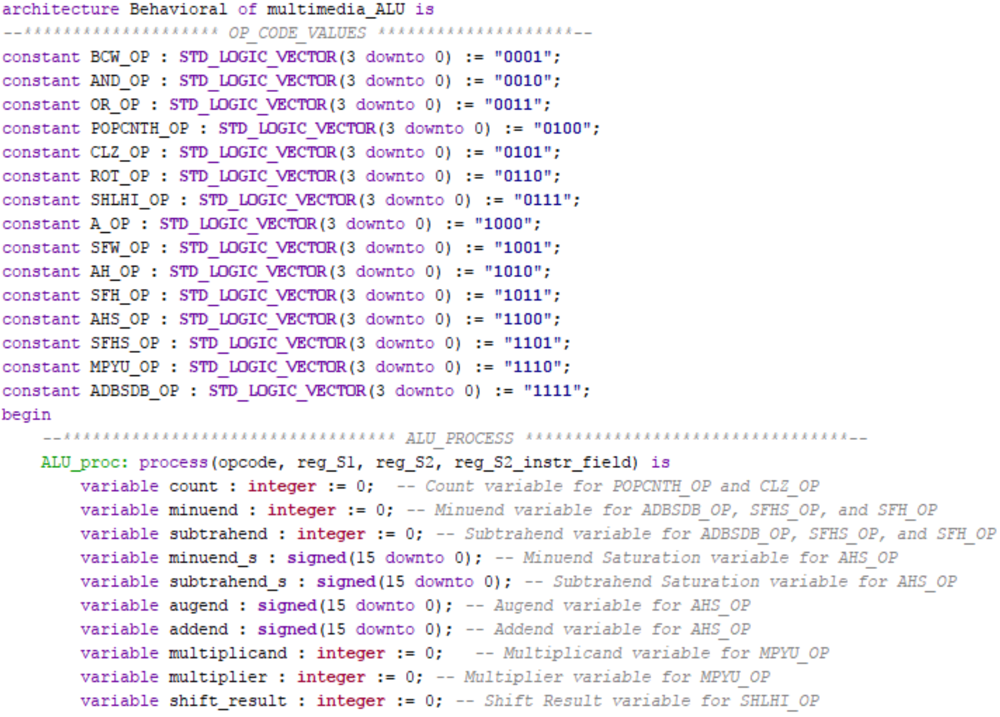 architecture Behavioral of multimedia_ALU is
--******************** OP_CODE_VALUES ********************--
constant BCW_OP : STD_LOGIC_VECTOR(3 downto 0) := "0001";
constant AND_OP : STD_LOGIC_VECTOR(3 downto 0) := "0010";
constant OR_OP : STD_LOGIC_VECTOR(3 downto 0) := "0011";
constant POPCNTH_OP : STD_LOGIC_VECTOR(3 downto 0) := "0100";
constant CLZ_OP : STD_LOGIC_VECTOR(3 downto 0) := "0101";
constant ROT_OP : STD_LOGIC_VECTOR(3 downto 0) := "0110";
constant SHLHI_OP : STD_LOGIC_VECTOR(3 downto 0) := "0111";
constant A_OP : STD_LOGIC_VECTOR(3 downto 0) := "1000";
constant SFW_OP : STD_LOGIC_VECTOR(3 downto 0) := "1001";
constant AH_OP : STD_LOGIC_VECTOR(3 downto 0) := "1010";
constant SFH_OP : STD_LOGIC_VECTOR(3 downto 0) := "1011";
constant AHS_OP : STD_LOGIC_VECTOR(3 downto 0) := "1100";
constant SFHS_OP : STD_LOGIC_VECTOR(3 downto 0) := "1101";
constant MPYU_OP : STD_LOGIC_VECTOR(3 downto 0) := "1110";
constant ADBSDB_OP : STD_LOGIC_VECTOR(3 downto 0) := "1111";
begin
--********************************** ALU_PROCESS *********************************--
ALU_proc: process(opcode, reg_S1, reg_S2, reg_S2_instr_field) is
variable count : integer := 0; -- Count variable for POPCNTH_OP and CLZ_OP
variable minuend : integer := 0; -- Minuend variable for ADBSDB_OP, SFHS_OP, and SFH_OP
variable subtrahend : integer := 0; -- Subtrahend variable for ADBSDB_OP, SFHS_OP, and SFH_OP
variable minuend_s : signed(15 downto 0); -- Minuend Saturation variable for AHS_OP
variable subtrahend_s : signed(15 downto 0); -- Subtrahend Saturation variable for AHS_OP
variable augend : signed(15 downto 0); -- Augend variable for AHS_OP
variable addend : signed(15 downto 0); -- Addend variable for AHS_OP
variable multiplicand : integer := 0; -- Multiplicand variable for MPYU_OP
variable multiplier : integer := 0; -- Multiplier variable for MPYU_OP
variable shift_result : integer := 0; -- Shift Result variable for SHLHI_OP